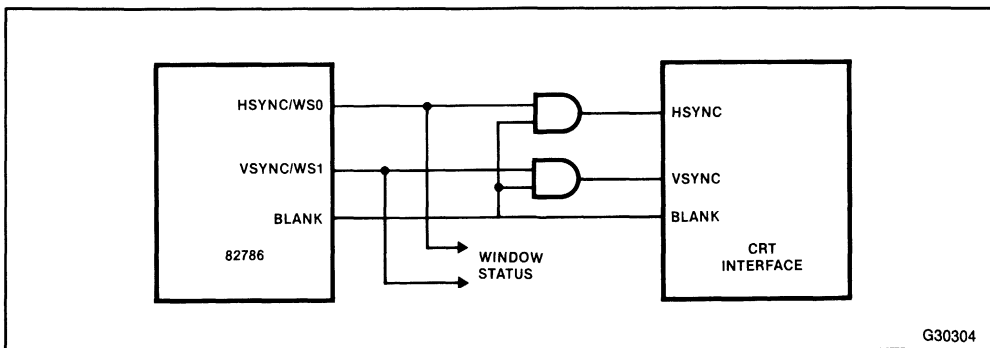 HSYNC/WS0
VSYNC/WS1
BLANK
82786
WINDOW
STATUS
HSYNC
VSYNC
BLANK
CRT
INTERFACE
G30304